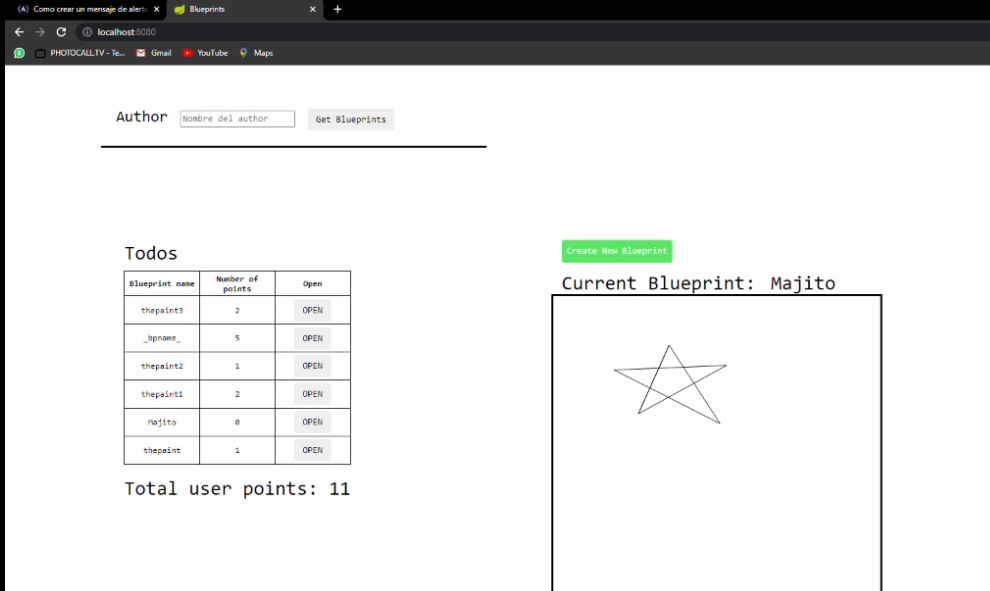 Como crear un mensaje de alerta
Blueprints
localhost:8080
PHOTOCALL.TV - Te... Gmail YouTube Maps
Author Nombre del author Get Blueprints
Todos
Create New Blueprint
Current Blueprint: Majito
Blueprint name Number of points Open
thepaint3 2 OPEN
_bpname_ 5 OPEN
thepaint2 1 OPEN
thepaint1 2 OPEN
Majito 0 OPEN
thepaint 1 OPEN
Total user points: 11